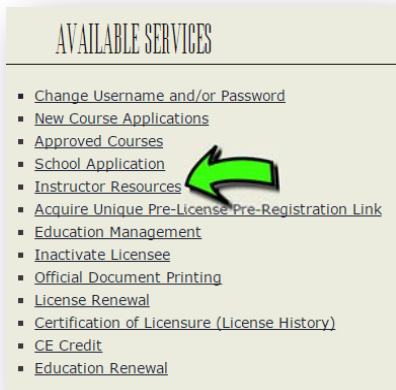 AVAILABLE SERVICES
Change Username and/or Password
New Course Applications
Approved Courses
School Application
Instructor Resources
Acquire Unique Pre-License Pre-Registration Link
Education Management
Inactivate Licensee
Official Document Printing
License Renewal
Certification of Licensure (License History)
CE Credit
Education Renewal